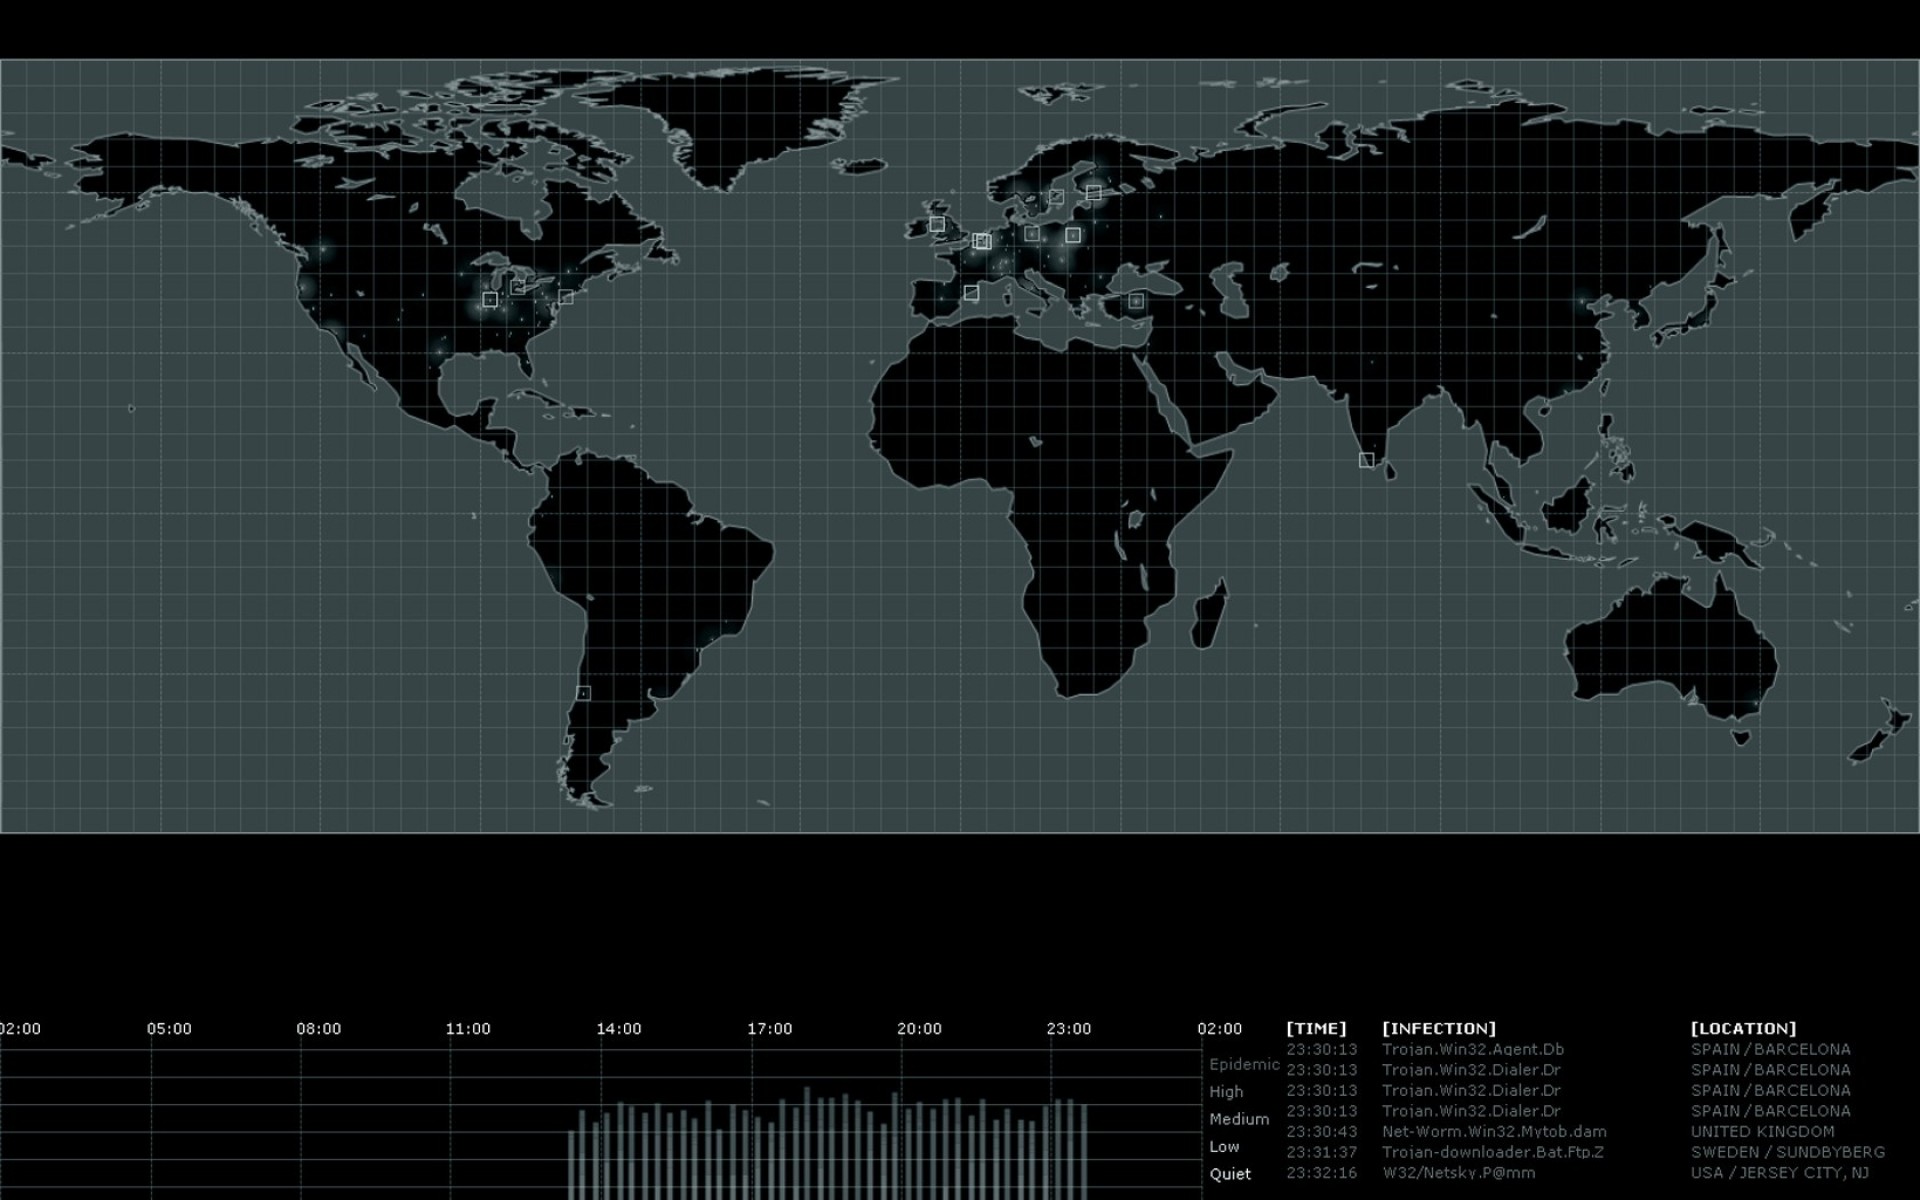 02:00 05:00 08:00 11:00 14:00 17:00 20:00 23:00 02:00
Epidemic
High
Medium
Low
Quiet
[TIME] [INFECTION] [LOCATION]
23:30:13 Trojan.Win32.Agent.Db SPAIN / BARCELONA
23:30:13 Trojan.Win32.Dialer.Dr SPAIN / BARCELONA
23:30:13 Trojan.Win32.Dialer.Dr SPAIN / BARCELONA
23:30:13 Trojan.Win32.Dialer.Dr SPAIN / BARCELONA
23:30:43 Net-Worm.Win32.Mytob.dam UNITED KINGDOM
23:31:37 Trojan-downloader.Bat.Ftp.Z SWEDEN / SUNDBYBERG
23:32:16 W32/Netsky.P@mm USA / JERSEY CITY, NJ